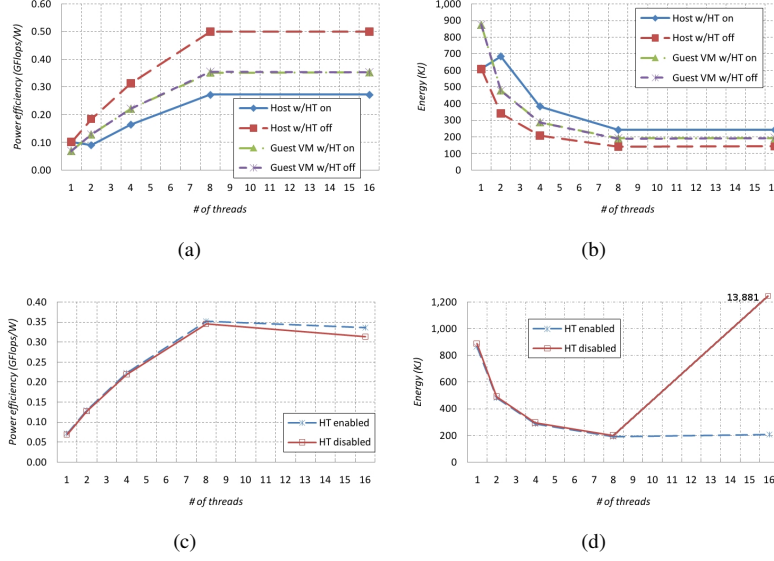 0.60
0.50
0.40
0.30
0.20
0.10
0.00
Power efficiency (GFlops/W)
Host w/HT on
Host w/HT off
Guest VM w/HT on
Guest VM w/HT off
1 2 3 4 5 6 7 8 9 10 11 12 13 14 15 16
# of threads
(a)
1,000
900
800
700
600
500
400
300
200
100
0
Energy (KJ)
Host w/HT on
Host w/HT off
Guest VM w/HT on
Guest VM w/HT off
1 2 3 4 5 6 7 8 9 10 11 12 13 14 15
# of threads
(b)
0.40
0.35
0.30
0.25
0.20
0.15
0.10
0.05
0.00
Power efficiency (GFlops/W)
HT enabled
HT disabled
1 2 3 4 5 6 7 8 9 10 11 12 13 14 15 16
# of threads
(c)
1,200
1,000
800
600
400
200
0
Energy (KJ)
13,881
HT enabled
HT disabled
1 2 3 4 5 6 7 8 9 10 11 12 13 14 15 16
# of threads
(d)